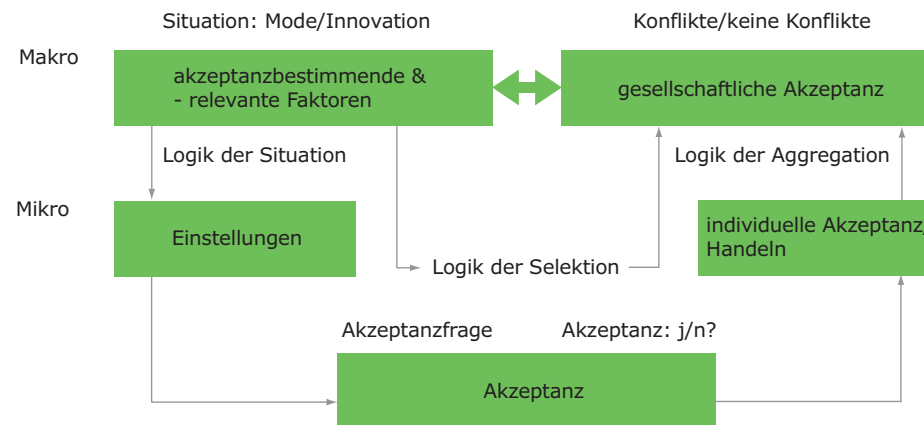 Situation: Mode/Innovation
Konflikte/keine Konflikte
Makro
akzeptanzbestimmende &
- relevante Faktoren
gesellschaftliche Akzeptanz
Logik der Situation
Logik der Aggregation
Mikro
Einstellungen
individuelle Akzeptanz/
Handeln
Logik der Selektion
Akzeptanzfrage
Akzeptanz: j/n?
Akzeptanz